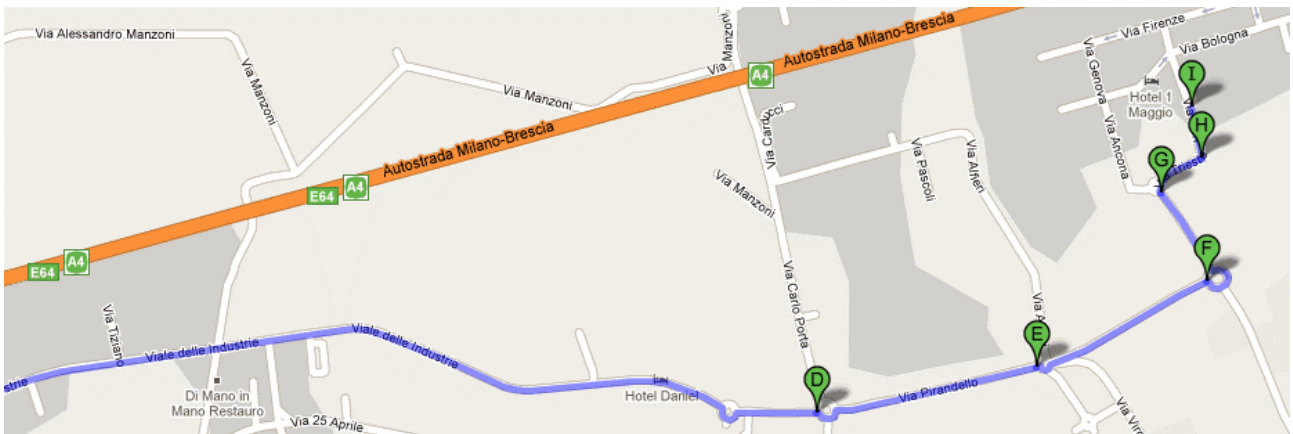 Via Alessandro Manzoni
Via Manzoni
Via Manzoni
Via Manzoni
Autostrada Milano-Brescia
Autostrada Milano-Brescia
A4
A4
A4
E64
E64
Via Firenze
Via Bologna
Via Genova
Via Ancona
Hotel 1
Maggio
I
H
G
F
E
D
Via Carducci
Via Manzoni
Via Pascoli
Via Alfieri
Via Carlo Porta
Via Tiziano
Viale delle Industrie
Viale delle Industrie
Di Mano in
Mano Restauro
Via 25 Aprile
Hotel Daniel
Via Pirandello